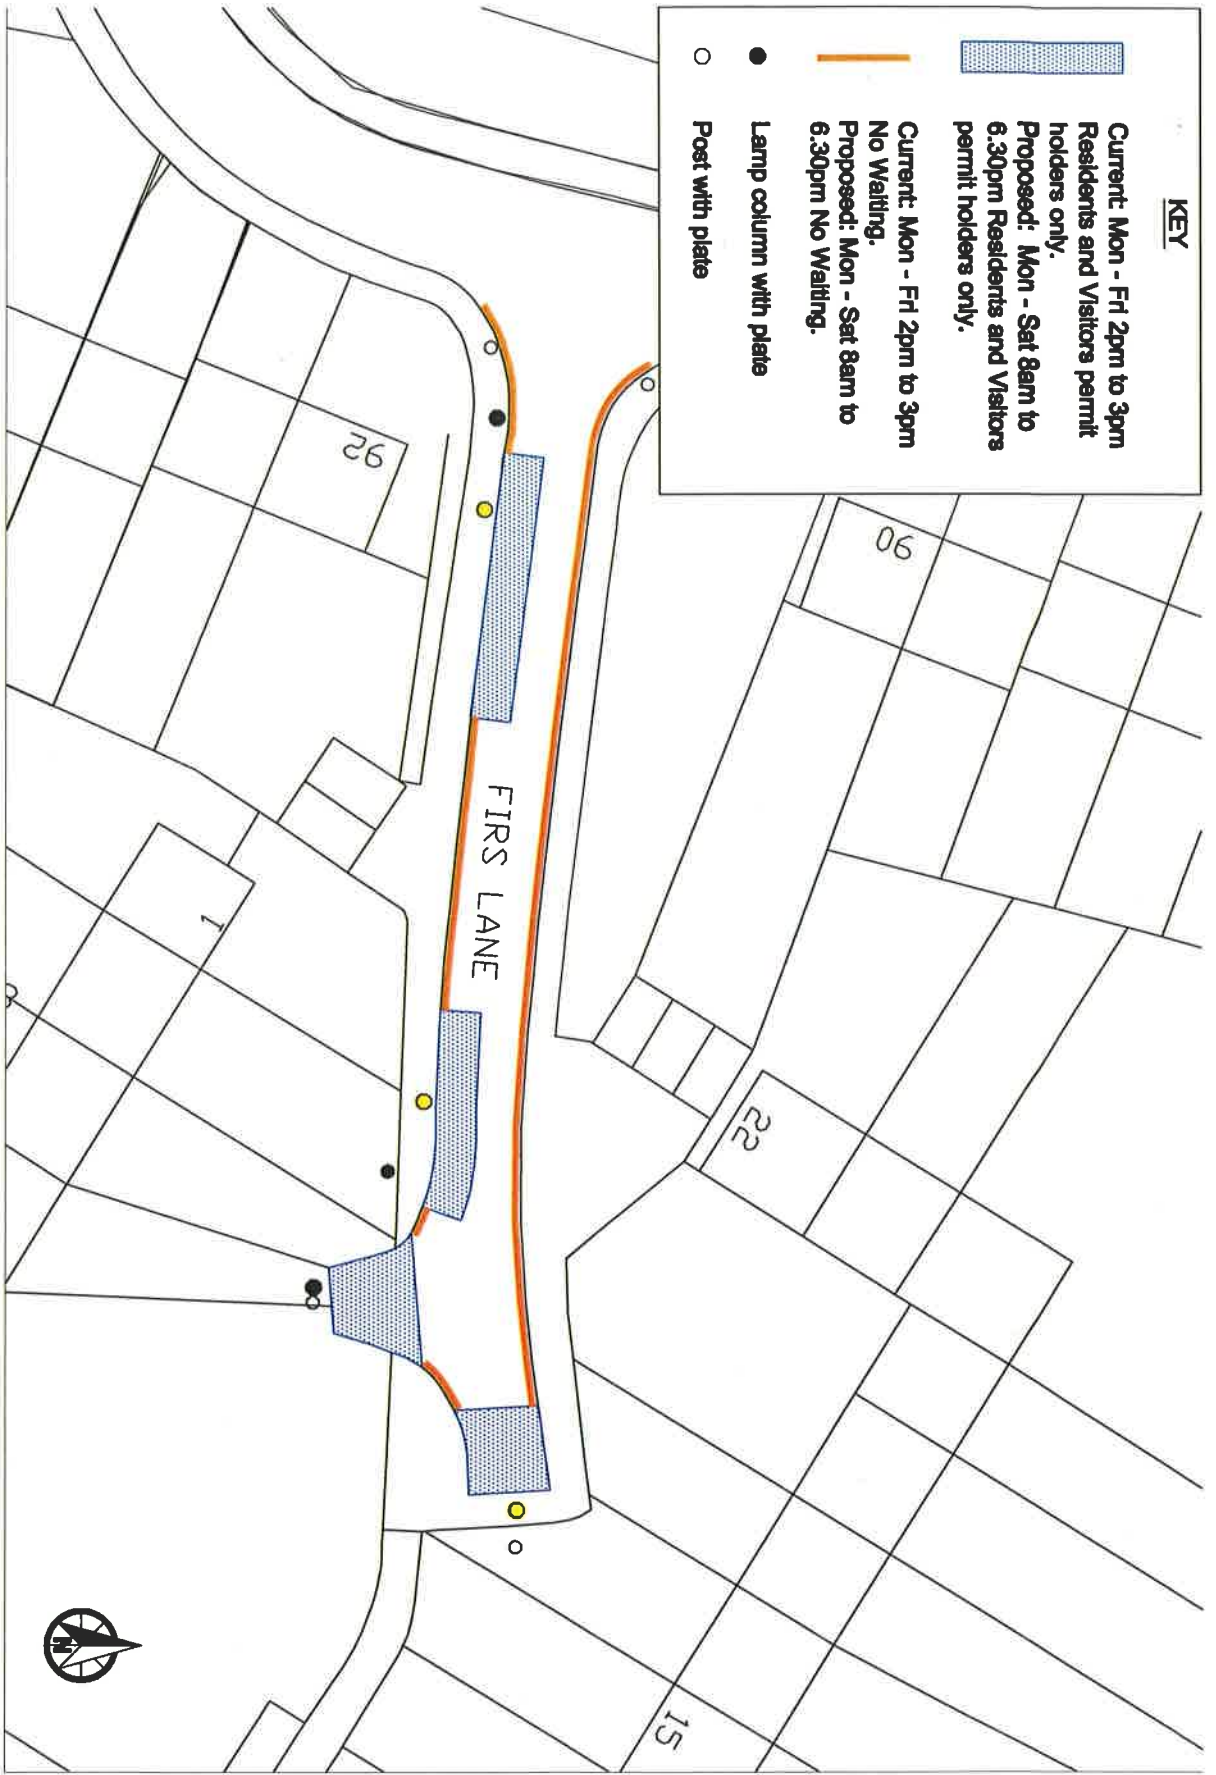 KEY
Current: Mon - Fri 2pm to 3pm
Residents and Visitors permit
holders only.
Proposed: Mon - Sat 8am to
6.30pm Residents and Visitors
permit holders only.
Current: Mon - Fri 2pm to 3pm
No Waiting.
Proposed: Mon - Sat 8am to
6.30pm No Waiting.
Lamp column with plate
Post with plate
90
92
FIRS LANE
22
1
15
N